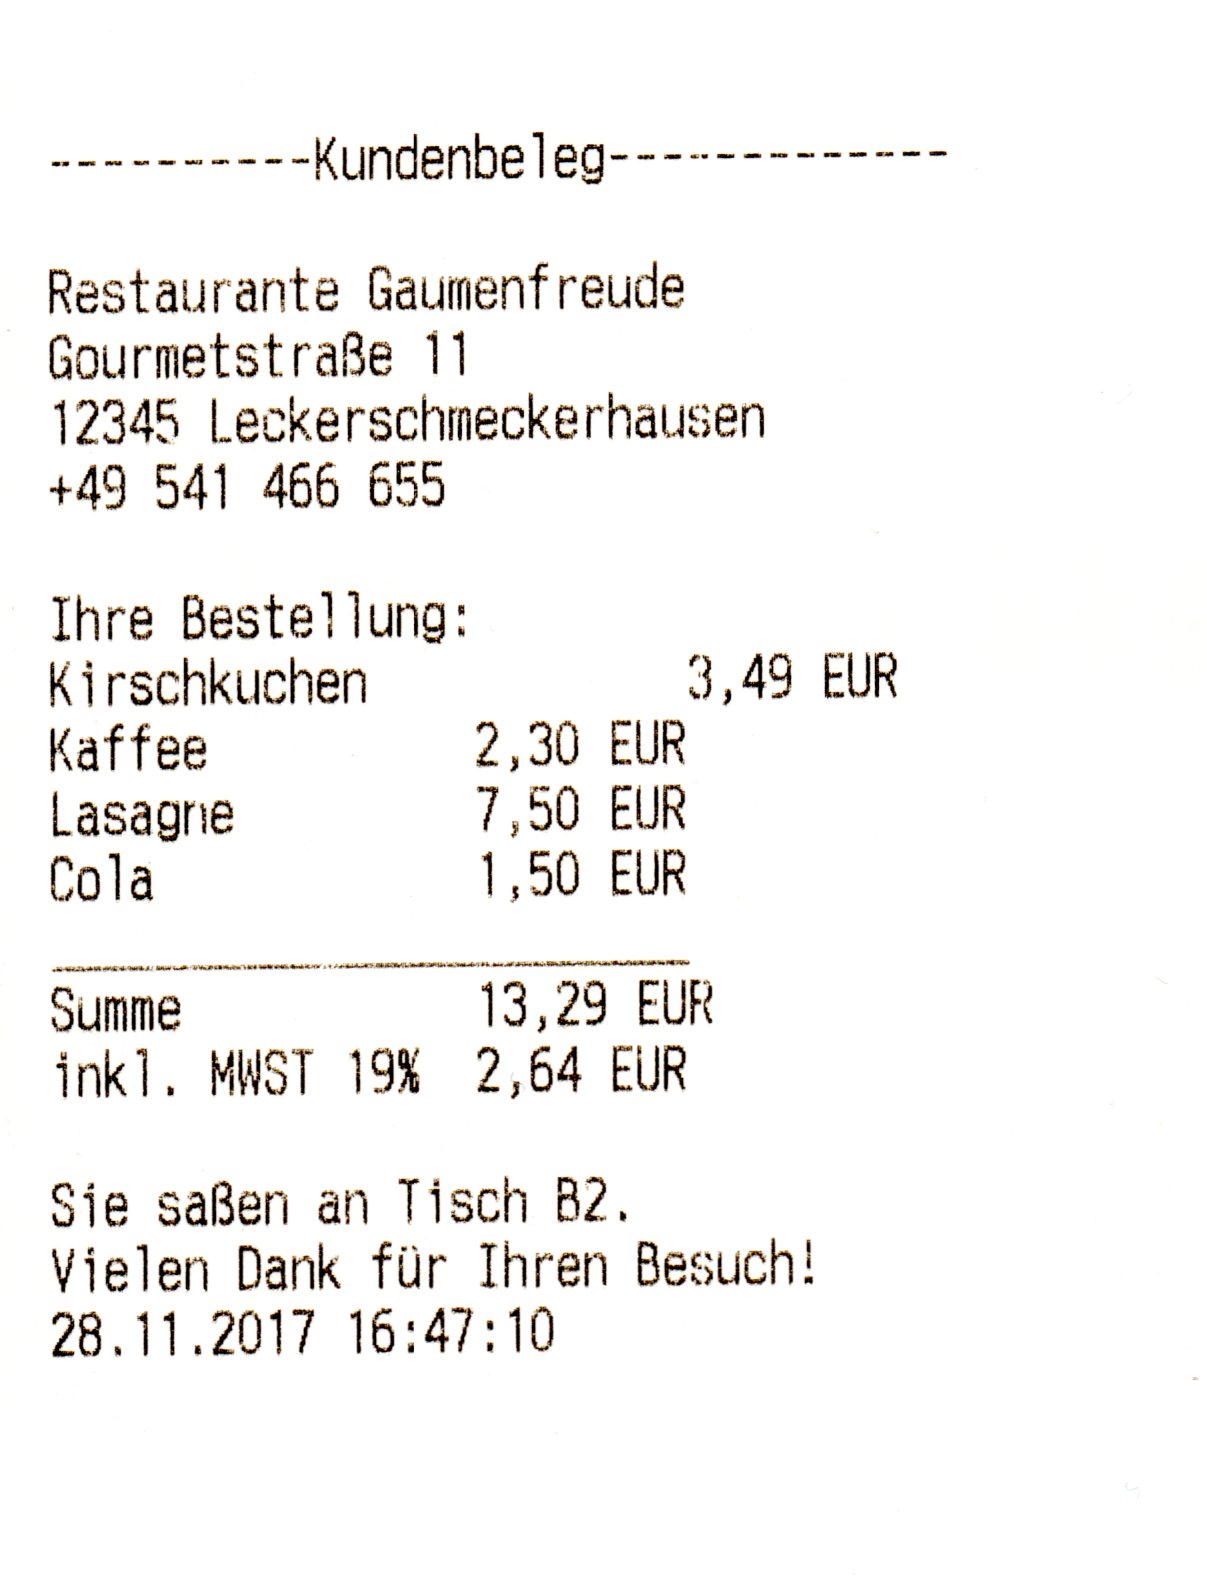 -----------Kundenbeleg-------------
Restaurante Gaumenfreude
Gourmetstraße 11
12345 Leckerschmeckerhausen
+49 541 466 655
Ihre Bestellung:
Kirschkuchen 3,49 EUR
Kaffee 2,30 EUR
Lasagne 7,50 EUR
Cola 1,50 EUR
________________________
Summe 13,29 EUR
inkl. MWST 19% 2,64 EUR
Sie saßen an Tisch B2.
Vielen Dank für Ihren Besuch!
28.11.2017 16:47:10